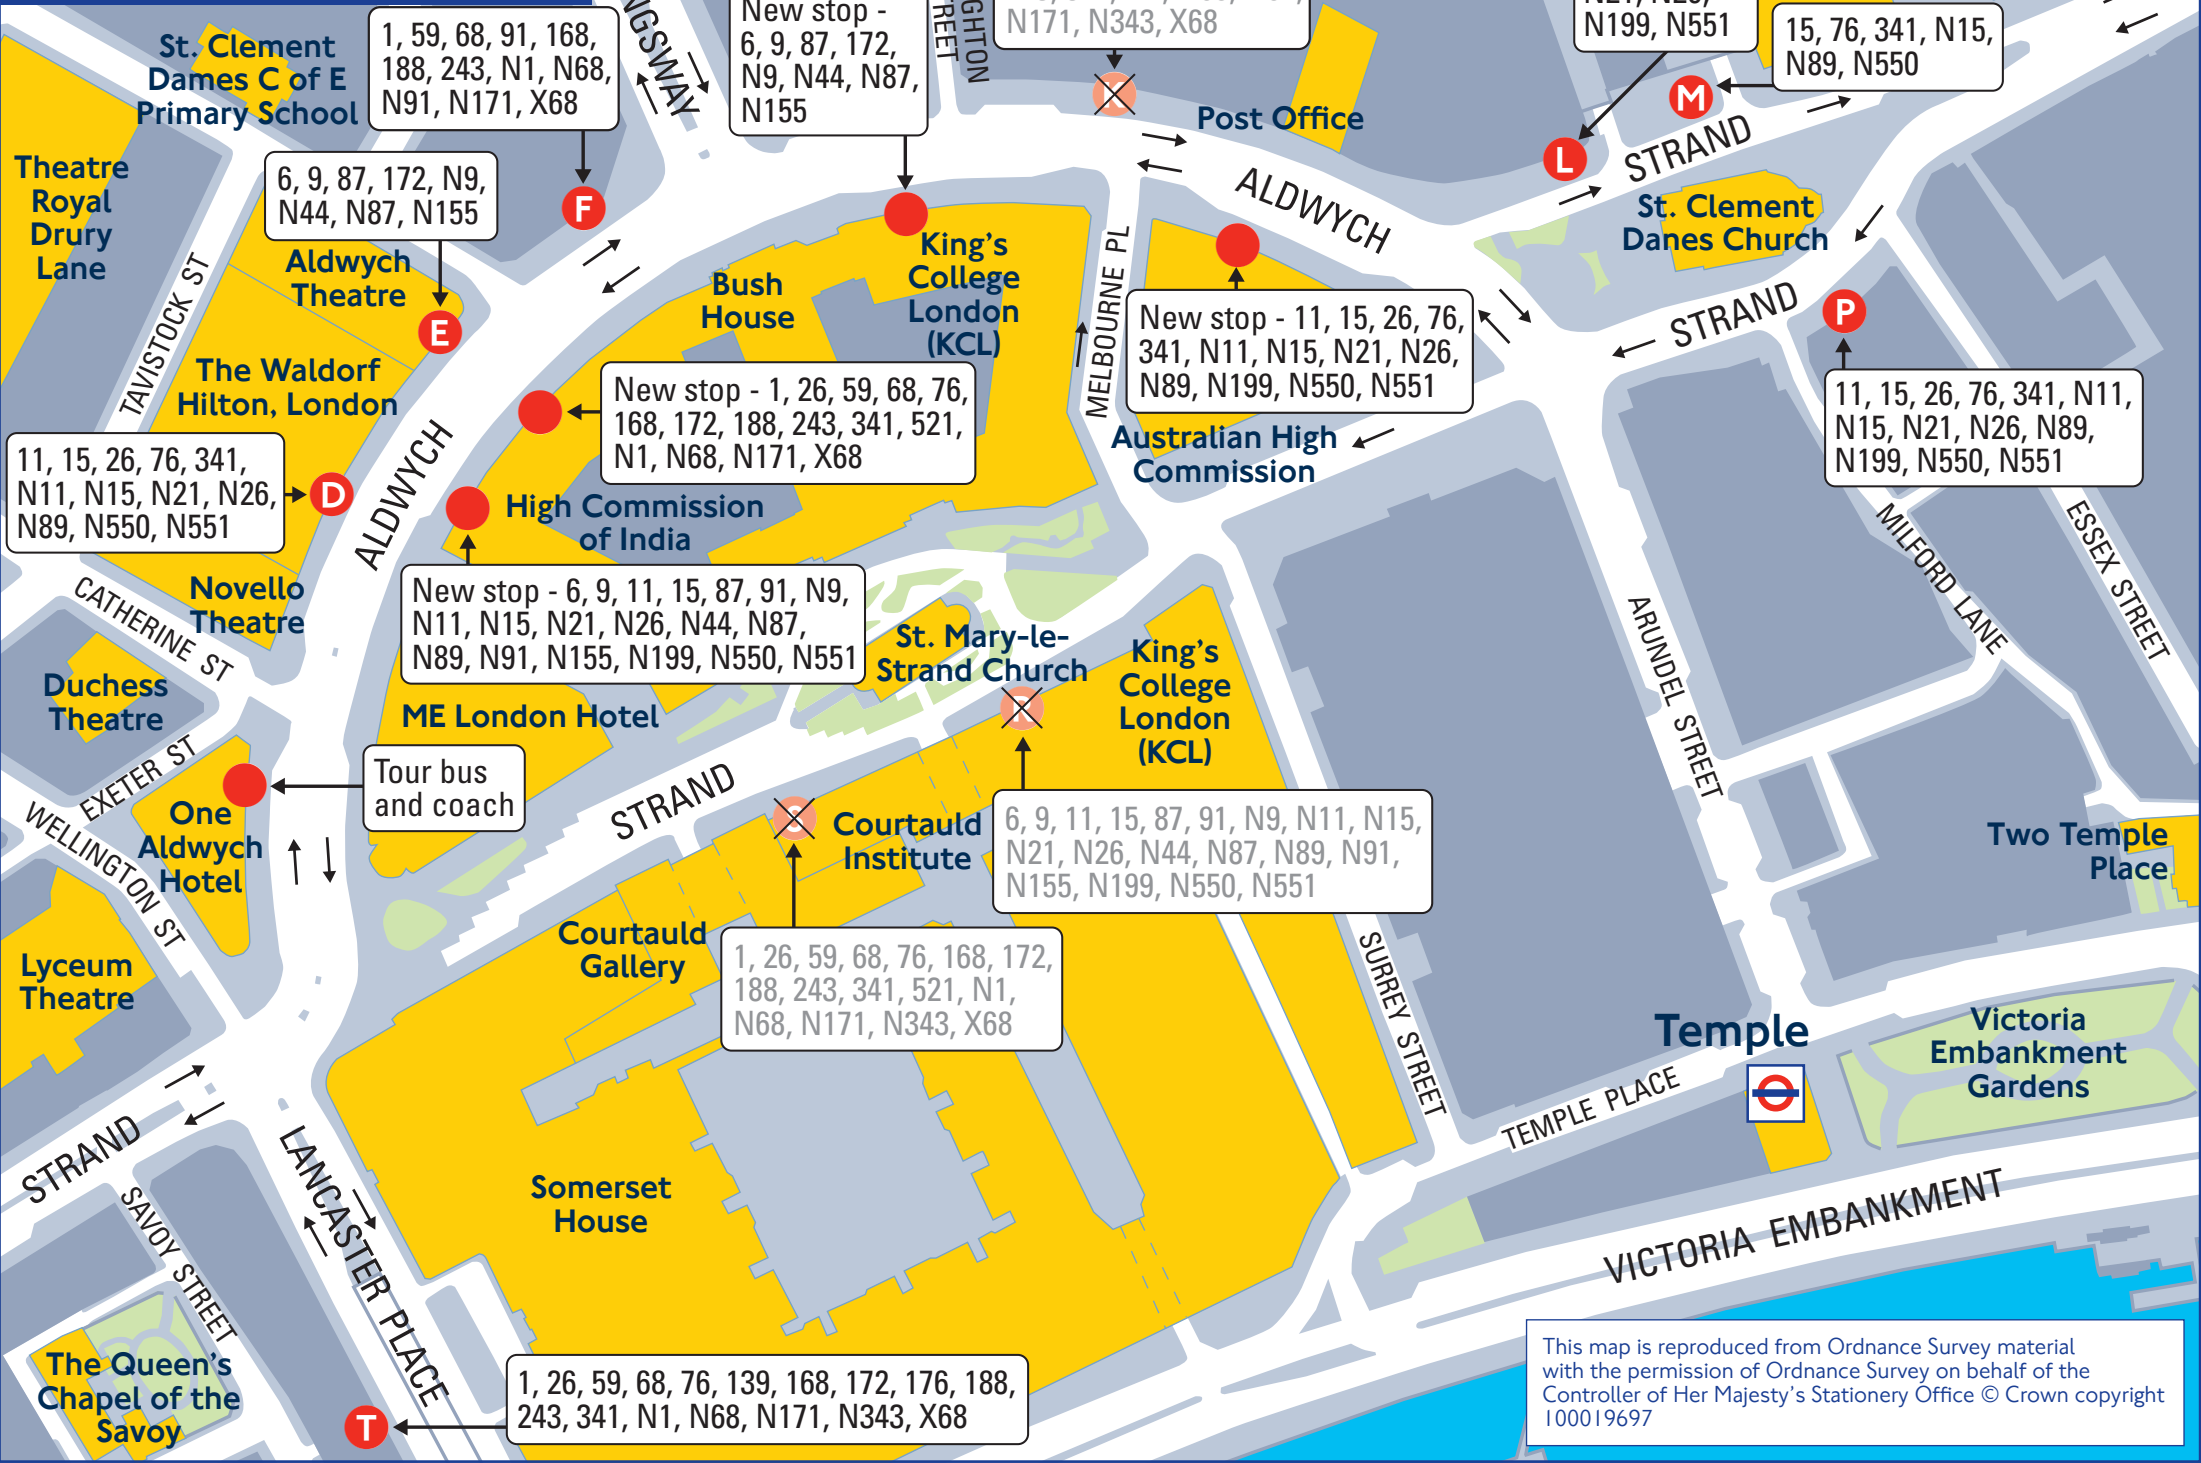 St. Clement
Dames C of E
Primary School
1, 59, 68, 91, 168,
188, 243, N1, N68,
N91, N171, X68
New stop -
6, 9, 87, 172,
N9, N44, N87,
N155
N171, N343, X68
N199, N551
15, 76, 341, N15,
N89, N550
NGSWAY
GHTON
REET
K
Post Office
M
L
STRAND
Theatre
Royal
Drury
Lane
6, 9, 87, 172, N9,
N44, N87, N155
F
ALDWYCH
St. Clement
Danes Church
Aldwych
Theatre
E
TAVISTOCK ST
Bush
House
King's
College
London
(KCL)
MELBOURNE PL
New stop - 11, 15, 26, 76,
341, N11, N15, N21, N26,
N89, N199, N550, N551
STRAND
P
The Waldorf
Hilton, London
New stop - 1, 26, 59, 68, 76,
168, 172, 188, 243, 341, 521,
N1, N68, N171, X68
Australian High
Commission
11, 15, 26, 76, 341, N11,
N15, N21, N26, N89,
N199, N550, N551
11, 15, 26, 76, 341,
N11, N15, N21, N26,
N89, N550, N551
D
ALDWYCH
High Commission
of India
MILFORD LANE
ESSEX STREET
CATHERINE ST
Novello
Theatre
New stop - 6, 9, 11, 15, 87, 91, N9,
N11, N15, N21, N26, N44, N87,
N89, N91, N155, N199, N550, N551
St. Mary-le-
Strand Church
King's
College
London
(KCL)
ARUNDEL STREET
Duchess
Theatre
ME London Hotel
R
EXETER ST
Tour bus
and coach
STRAND
WELLINGTON ST
One
Aldwych
Hotel
S
Courtauld
Institute
6, 9, 11, 15, 87, 91, N9, N11, N15,
N21, N26, N44, N87, N89, N91,
N155, N199, N550, N551
Two Temple
Place
Lyceum
Theatre
Courtauld
Gallery
1, 26, 59, 68, 76, 168, 172,
188, 243, 341, 521, N1,
N68, N171, N343, X68
SURREY STREET
Temple
Victoria
Embankment
Gardens
TEMPLE PLACE
STRAND
LANCASTER PLACE
Somerset
House
SAVOY STREET
VICTORIA EMBANKMENT
The Queen's
Chapel of the
Savoy
T
1, 26, 59, 68, 76, 139, 168, 172, 176, 188,
243, 341, N1, N68, N171, N343, X68
This map is reproduced from Ordnance Survey material
with the permission of Ordnance Survey on behalf of the
Controller of Her Majesty's Stationery Office © Crown copyright
100019697